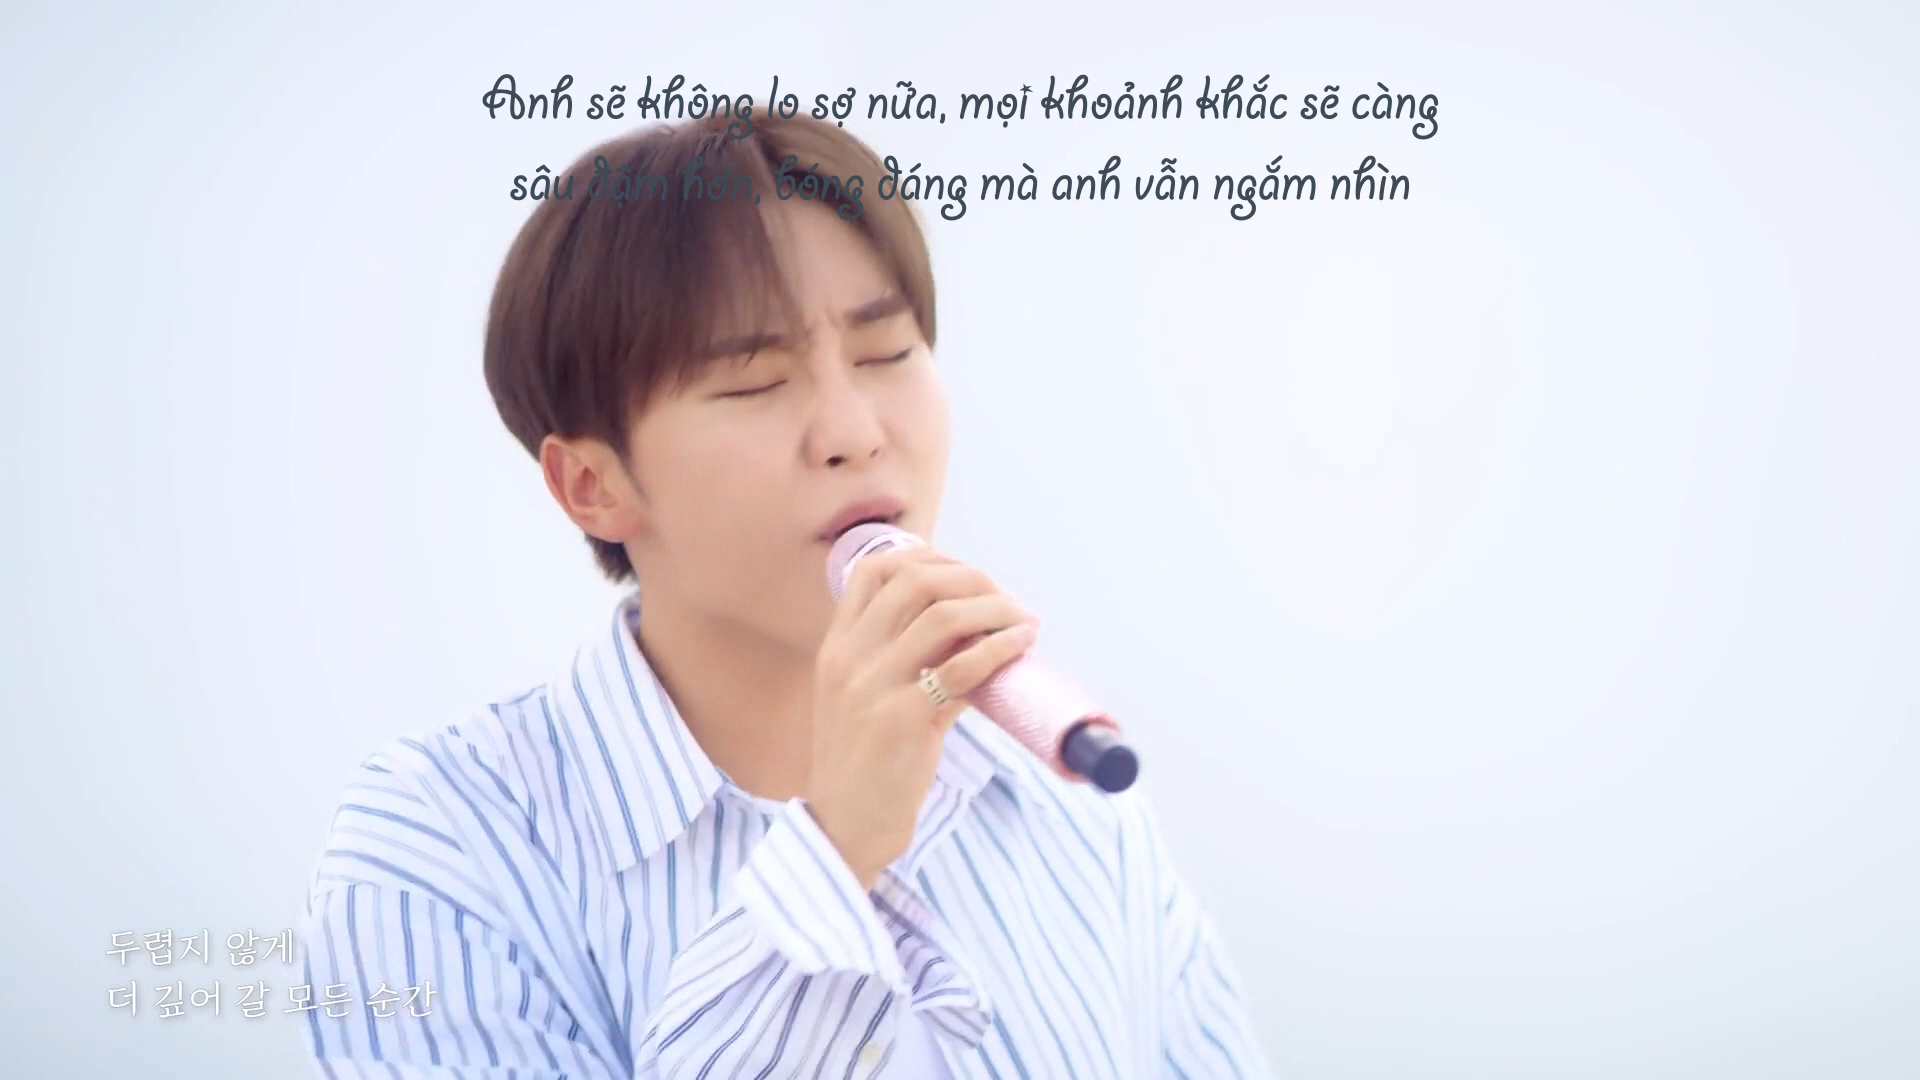 Anh sẽ không lo sợ nữa, mọi khoảnh khắc sẽ càng
sâu đậm hơn, bóng dáng mà anh vẫn ngắm nhìn
두렵지 않게
더 깊어 갈 모든 순간